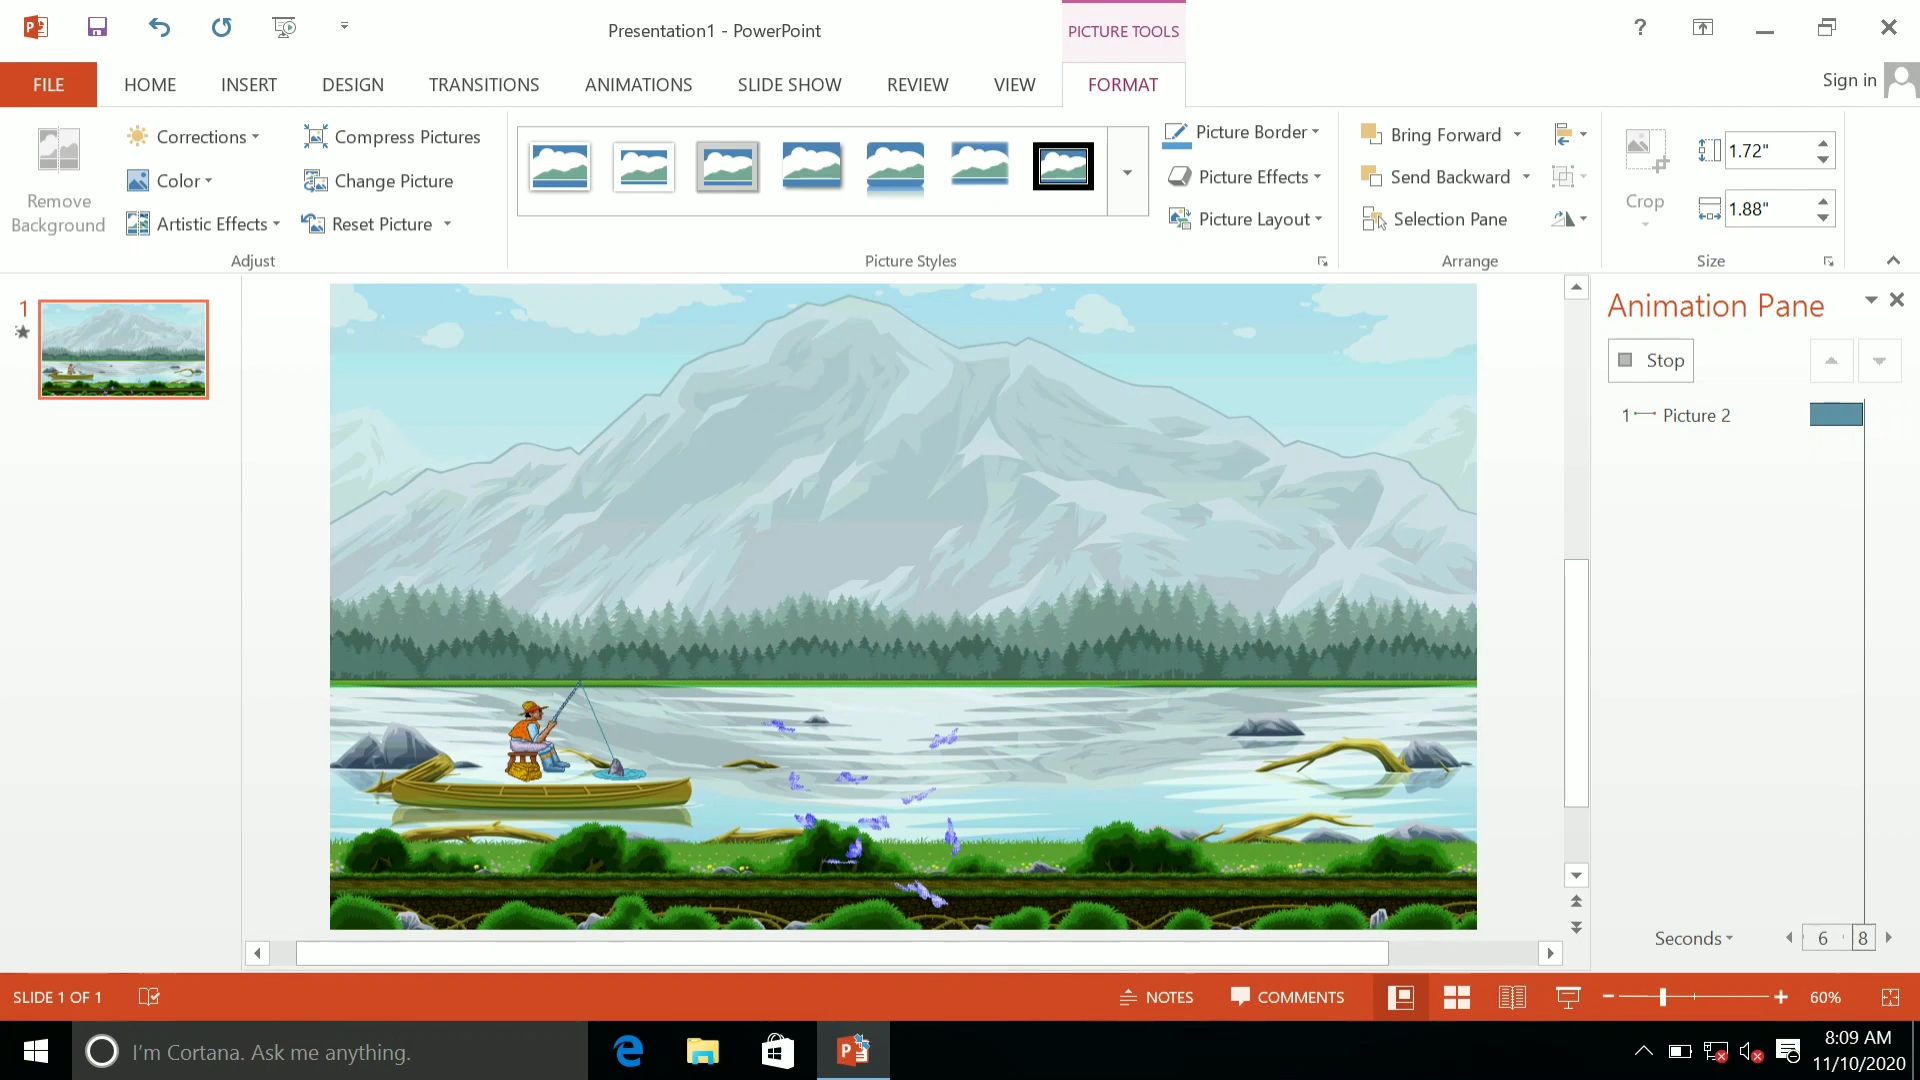 Presentation1 - PowerPoint
PICTURE TOOLS
?
FILE
HOME
INSERT
DESIGN
TRANSITIONS
ANIMATIONS
SLIDE SHOW
REVIEW
VIEW
FORMAT
Sign in
Remove
Background
Corrections
Color
Artistic Effects
Compress Pictures
Change Picture
Reset Picture
Adjust
Picture Styles
Picture Border
Picture Effects
Picture Layout
Bring Forward
Send Backward
Selection Pane
Arrange
Crop
1.72"
1.88"
Size
1
Animation Pane
Stop
1 Picture 2
Seconds
6
8
SLIDE 1 OF 1
NOTES
COMMENTS
60%
I'm Cortana. Ask me anything.
8:09 AM
11/10/2020